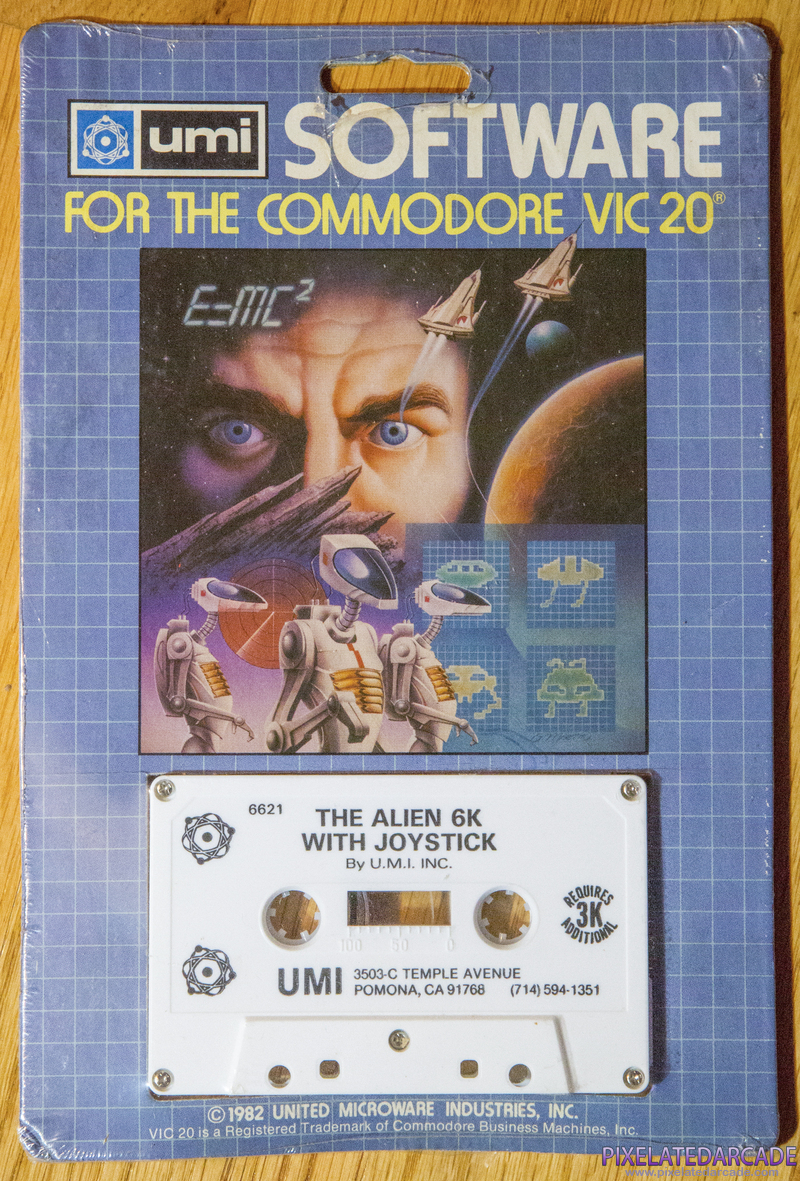 umi SOFTWARE
FOR THE COMMODORE VIC 20®
E=MC²
6621
THE ALIEN 6K
WITH JOYSTICK
By U.M.I. INC.
REQUIRES
3K
ADDITIONAL
100 50 0
UMI
3503-C TEMPLE AVENUE
POMONA, CA 91768 (714) 594-1351
©1982 UNITED MICROWARE INDUSTRIES, INC.
VIC 20 is a Registered Trademark of Commodore Business Machines, Inc.
PIXELATEDARCADE
www.pixelatedarcade.com